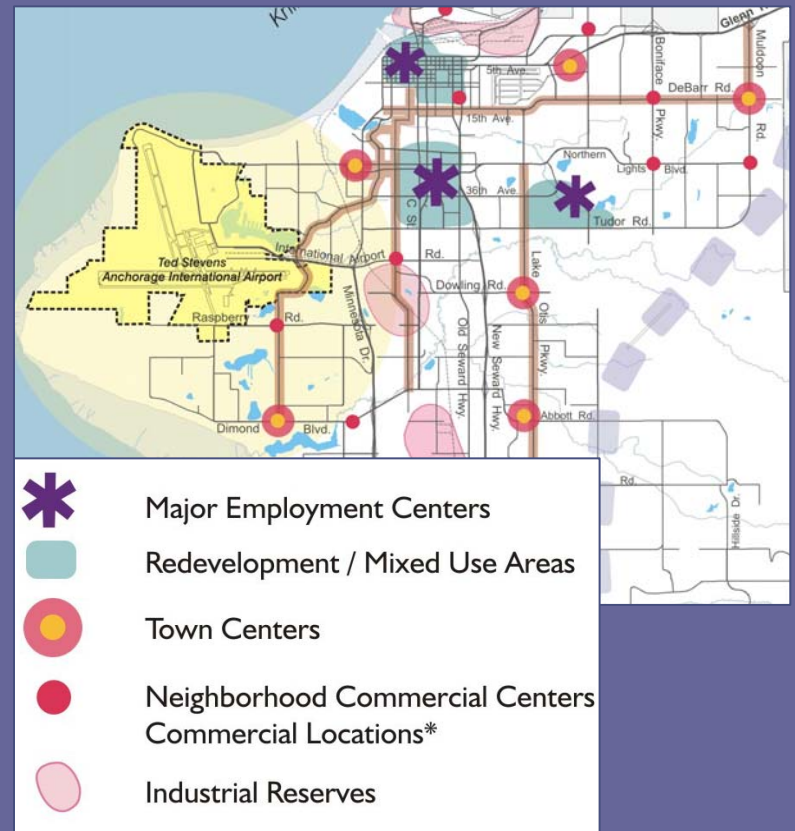 Kni
Glenn
5th Ave.
Boniface
Pkwy.
Muldoon
Rd.
DeBarr Rd.
15th Ave.
Northern
Lights Blvd.
36th Ave.
C St.
Tudor Rd.
Ted Stevens
Anchorage International Airport
International Airport Rd.
Minnesota Dr.
Dowling Rd.
Lake
Otis
Pkwy.
Raspberry Rd.
Old Seward Hwy.
New Seward Hwy.
Dimond Blvd.
Abbott Rd.
Rd.
Hillside Dr.
Major Employment Centers
Redevelopment / Mixed Use Areas
Town Centers
Neighborhood Commercial Centers
Commercial Locations*
Industrial Reserves